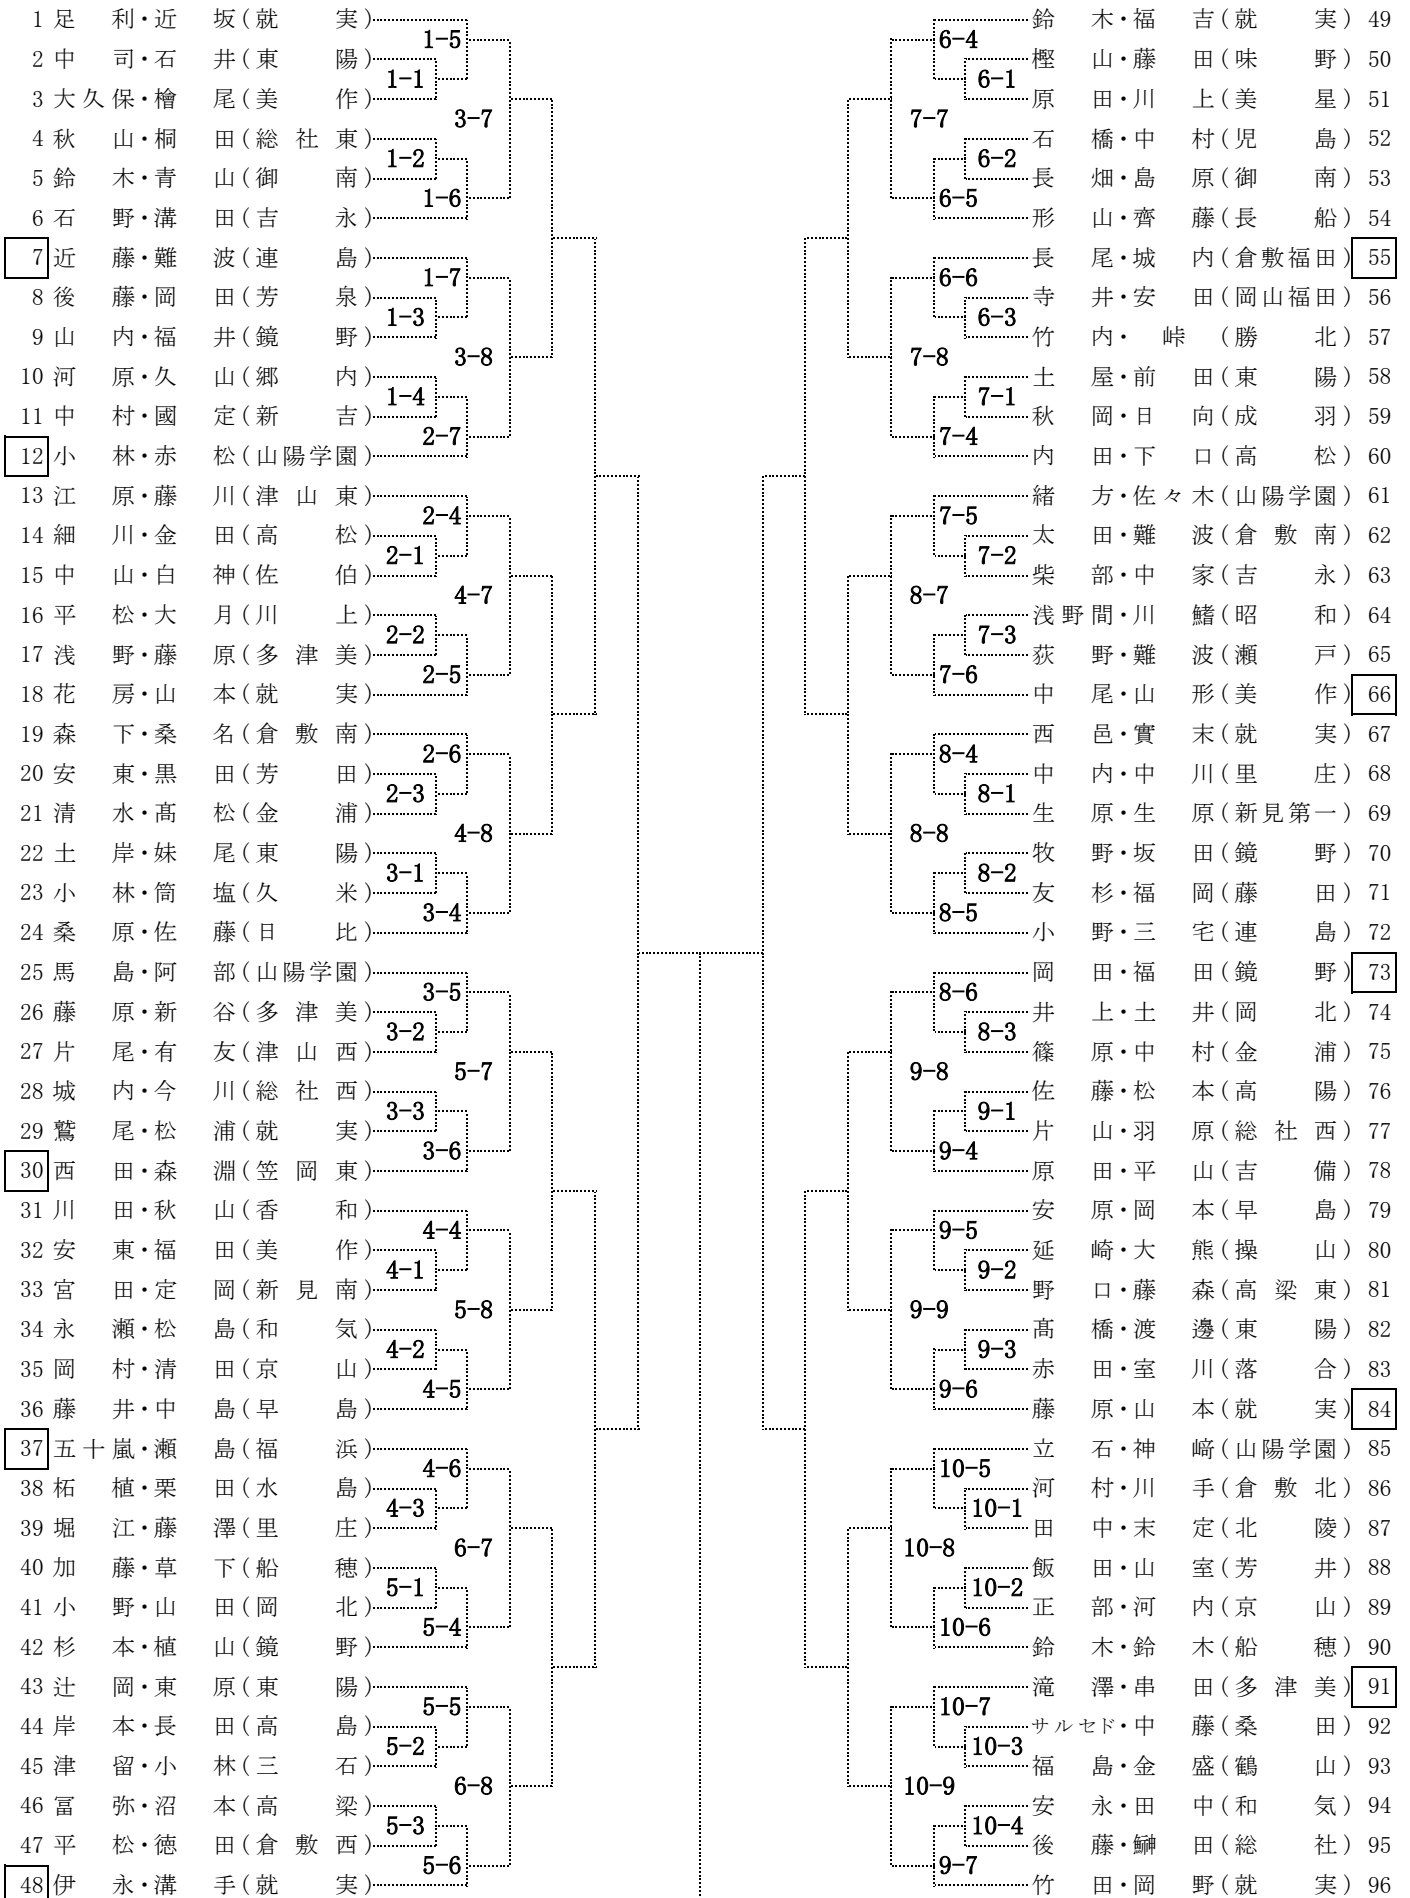 1 足利・近坂(就実)
1-5
2 中司・石井(東陽)
1-1
3 大久保・檜尾(美作)
3-7
4 秋山・桐田(総社東)
1-2
5 鈴木・青山(御南)
1-6
6 石野・溝田(吉永)
7 近藤・難波(連島)
1-7
8 後藤・岡田(芳泉)
1-3
9 山内・福井(鏡野)
3-8
10 河原・久山(郷内)
1-4
11 中村・國定(新吉)
2-7
12 小林・赤松(山陽学園)
13 江原・藤川(津山東)
2-4
14 細川・金田(高松)
2-1
15 中山・白神(佐伯)
4-7
16 平松・大月(川上)
2-2
17 浅野・藤原(多津美)
2-5
18 花房・山本(就実)
19 森下・桑名(倉敷南)
2-6
20 安東・黒田(芳田)
2-3
21 清水・髙松(金浦)
4-8
22 土岸・妹尾(東陽)
3-1
23 小林・筒塩(久米)
3-4
24 桑原・佐藤(日比)
25 馬島・阿部(山陽学園)
3-5
26 藤原・新谷(多津美)
3-2
27 片尾・有友(津山西)
5-7
28 城内・今川(総社西)
3-3
29 鷲尾・松浦(就実)
3-6
30 西田・森淵(笠岡東)
31 川田・秋山(香和)
4-4
32 安東・福田(美作)
4-1
33 宮田・定岡(新見南)
5-8
34 永瀬・松島(和気)
4-2
35 岡村・清田(京山)
4-5
36 藤井・中島(早島)
37 五十嵐・瀬島(福浜)
4-6
38 柘植・栗田(水島)
4-3
39 堀江・藤澤(里庄)
6-7
40 加藤・草下(船穂)
5-1
41 小野・山田(岡北)
5-4
42 杉本・植山(鏡野)
43 辻岡・東原(東陽)
5-5
44 岸本・長田(高島)
5-2
45 津留・小林(三石)
6-8
46 冨弥・沼本(高梁)
5-3
47 平松・徳田(倉敷西)
5-6
48 伊永・溝手(就実)
鈴木・福吉(就実) 49
6-4
樫山・藤田(味野) 50
6-1
原田・川上(美星) 51
7-7
石橋・中村(児島) 52
6-2
長畑・島原(御南) 53
6-5
形山・齊藤(長船) 54
長尾・城内(倉敷福田) 55
6-6
寺井・安田(岡山福田) 56
6-3
竹内・峠(勝北) 57
7-8
土屋・前田(東陽) 58
7-1
秋岡・日向(成羽) 59
7-4
内田・下口(高松) 60
緒方・佐々木(山陽学園) 61
7-5
太田・難波(倉敷南) 62
7-2
柴部・中家(吉永) 63
8-7
浅野間・川鰭(昭和) 64
7-3
荻野・難波(瀬戸) 65
7-6
中尾・山形(美作) 66
西邑・實末(就実) 67
8-4
中内・中川(里庄) 68
8-1
生原・生原(新見第一) 69
8-8
牧野・坂田(鏡野) 70
8-2
友杉・福岡(藤田) 71
8-5
小野・三宅(連島) 72
岡田・福田(鏡野) 73
8-6
井上・土井(岡北) 74
8-3
篠原・中村(金浦) 75
9-8
佐藤・松本(高陽) 76
9-1
片山・羽原(総社西) 77
9-4
原田・平山(吉備) 78
安原・岡本(早島) 79
9-5
延崎・大熊(操山) 80
9-2
野口・藤森(高梁東) 81
9-9
髙橋・渡邊(東陽) 82
9-3
赤田・室川(落合) 83
9-6
藤原・山本(就実) 84
立石・神﨑(山陽学園) 85
10-5
河村・川手(倉敷北) 86
10-1
田中・末定(北陵) 87
10-8
飯田・山室(芳井) 88
10-2
正部・河内(京山) 89
10-6
鈴木・鈴木(船穂) 90
滝澤・串田(多津美) 91
10-7
サルセド・中藤(桑田) 92
10-3
福島・金盛(鶴山) 93
10-9
安永・田中(和気) 94
10-4
後藤・鰰田(総社) 95
9-7
竹田・岡野(就実) 96